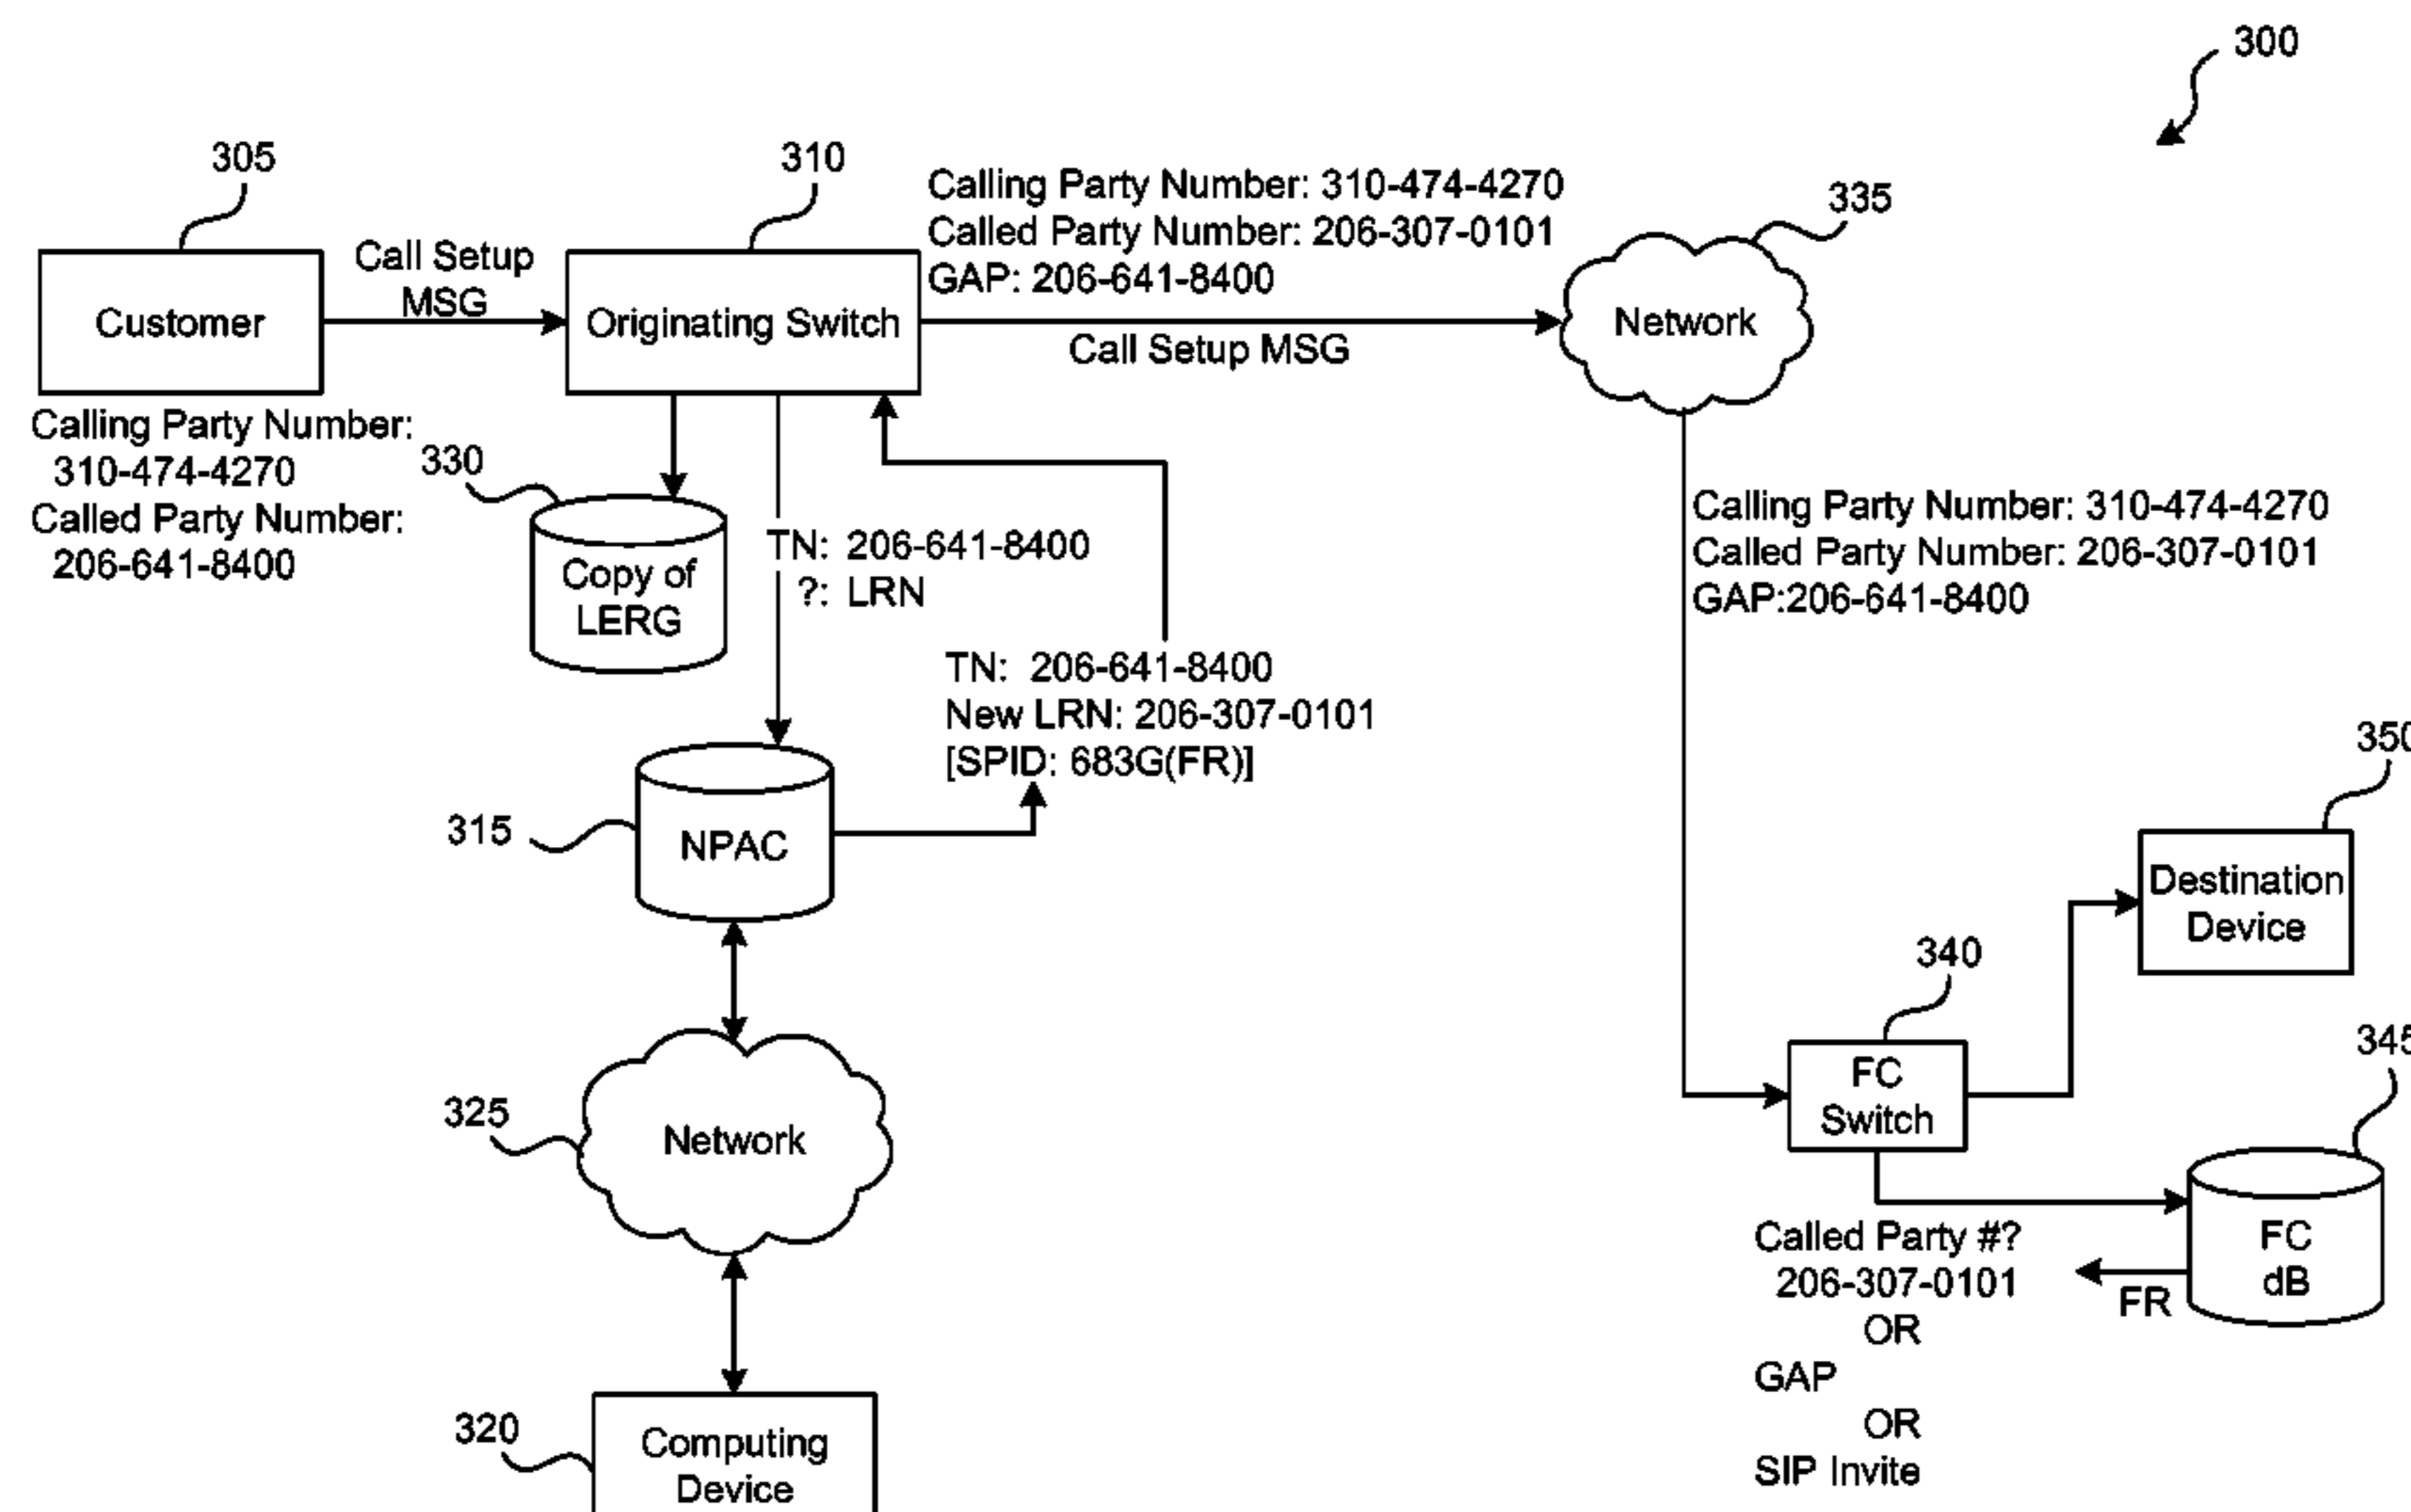 300
305
310
Calling Party Number: 310-474-4270
Called Party Number: 206-307-0101
GAP: 206-641-8400
335
Call Setup
MSG
Customer
Originating Switch
Call Setup MSG
Network
Calling Party Number:
310-474-4270
Called Party Number:
206-641-8400
330
Copy of
LERG
TN: 206-641-8400
?: LRN
Calling Party Number: 310-474-4270
Called Party Number: 206-307-0101
GAP:206-641-8400
TN: 206-641-8400
New LRN: 206-307-0101
[SPID: 683G(FR)]
315
NPAC
350
Destination
Device
340
FC
Switch
345
325
Network
Called Party #?
206-307-0101
OR
GAP
OR
SIP Invite
FR
FC
dB
320
Computing
Device